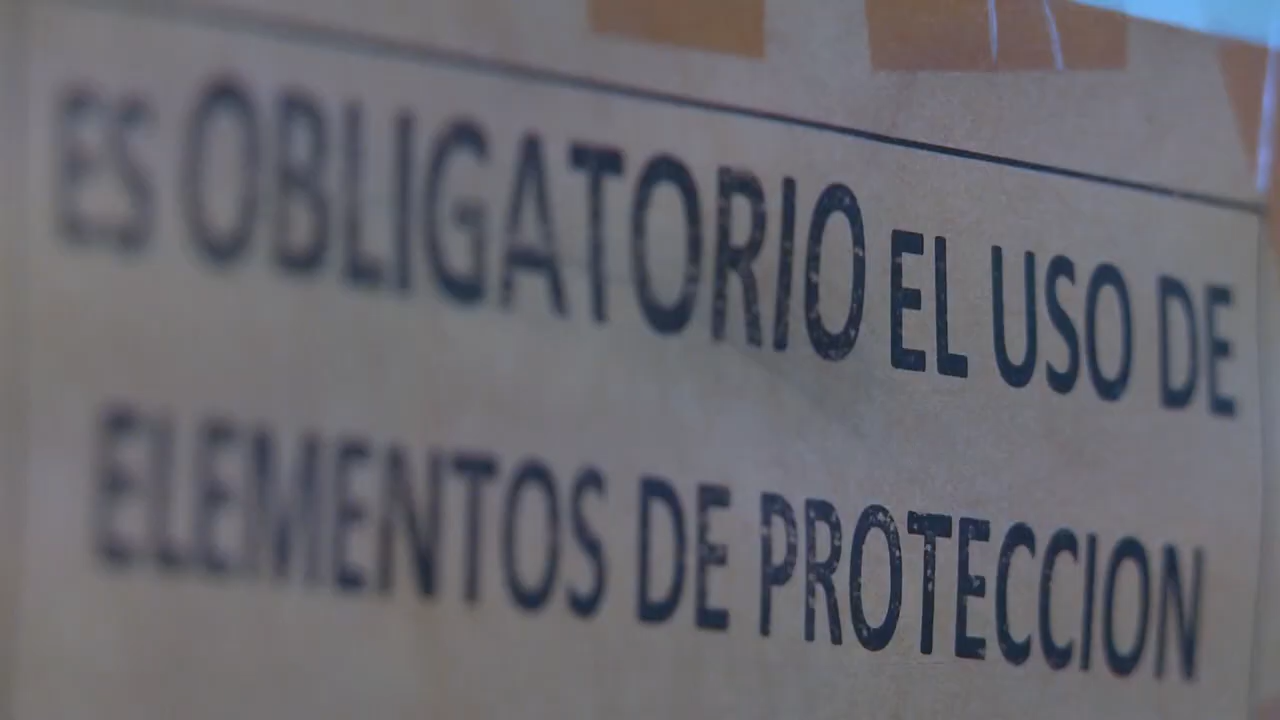 ES OBLIGATORIO EL USO DE
ELEMENTOS DE PROTECCION